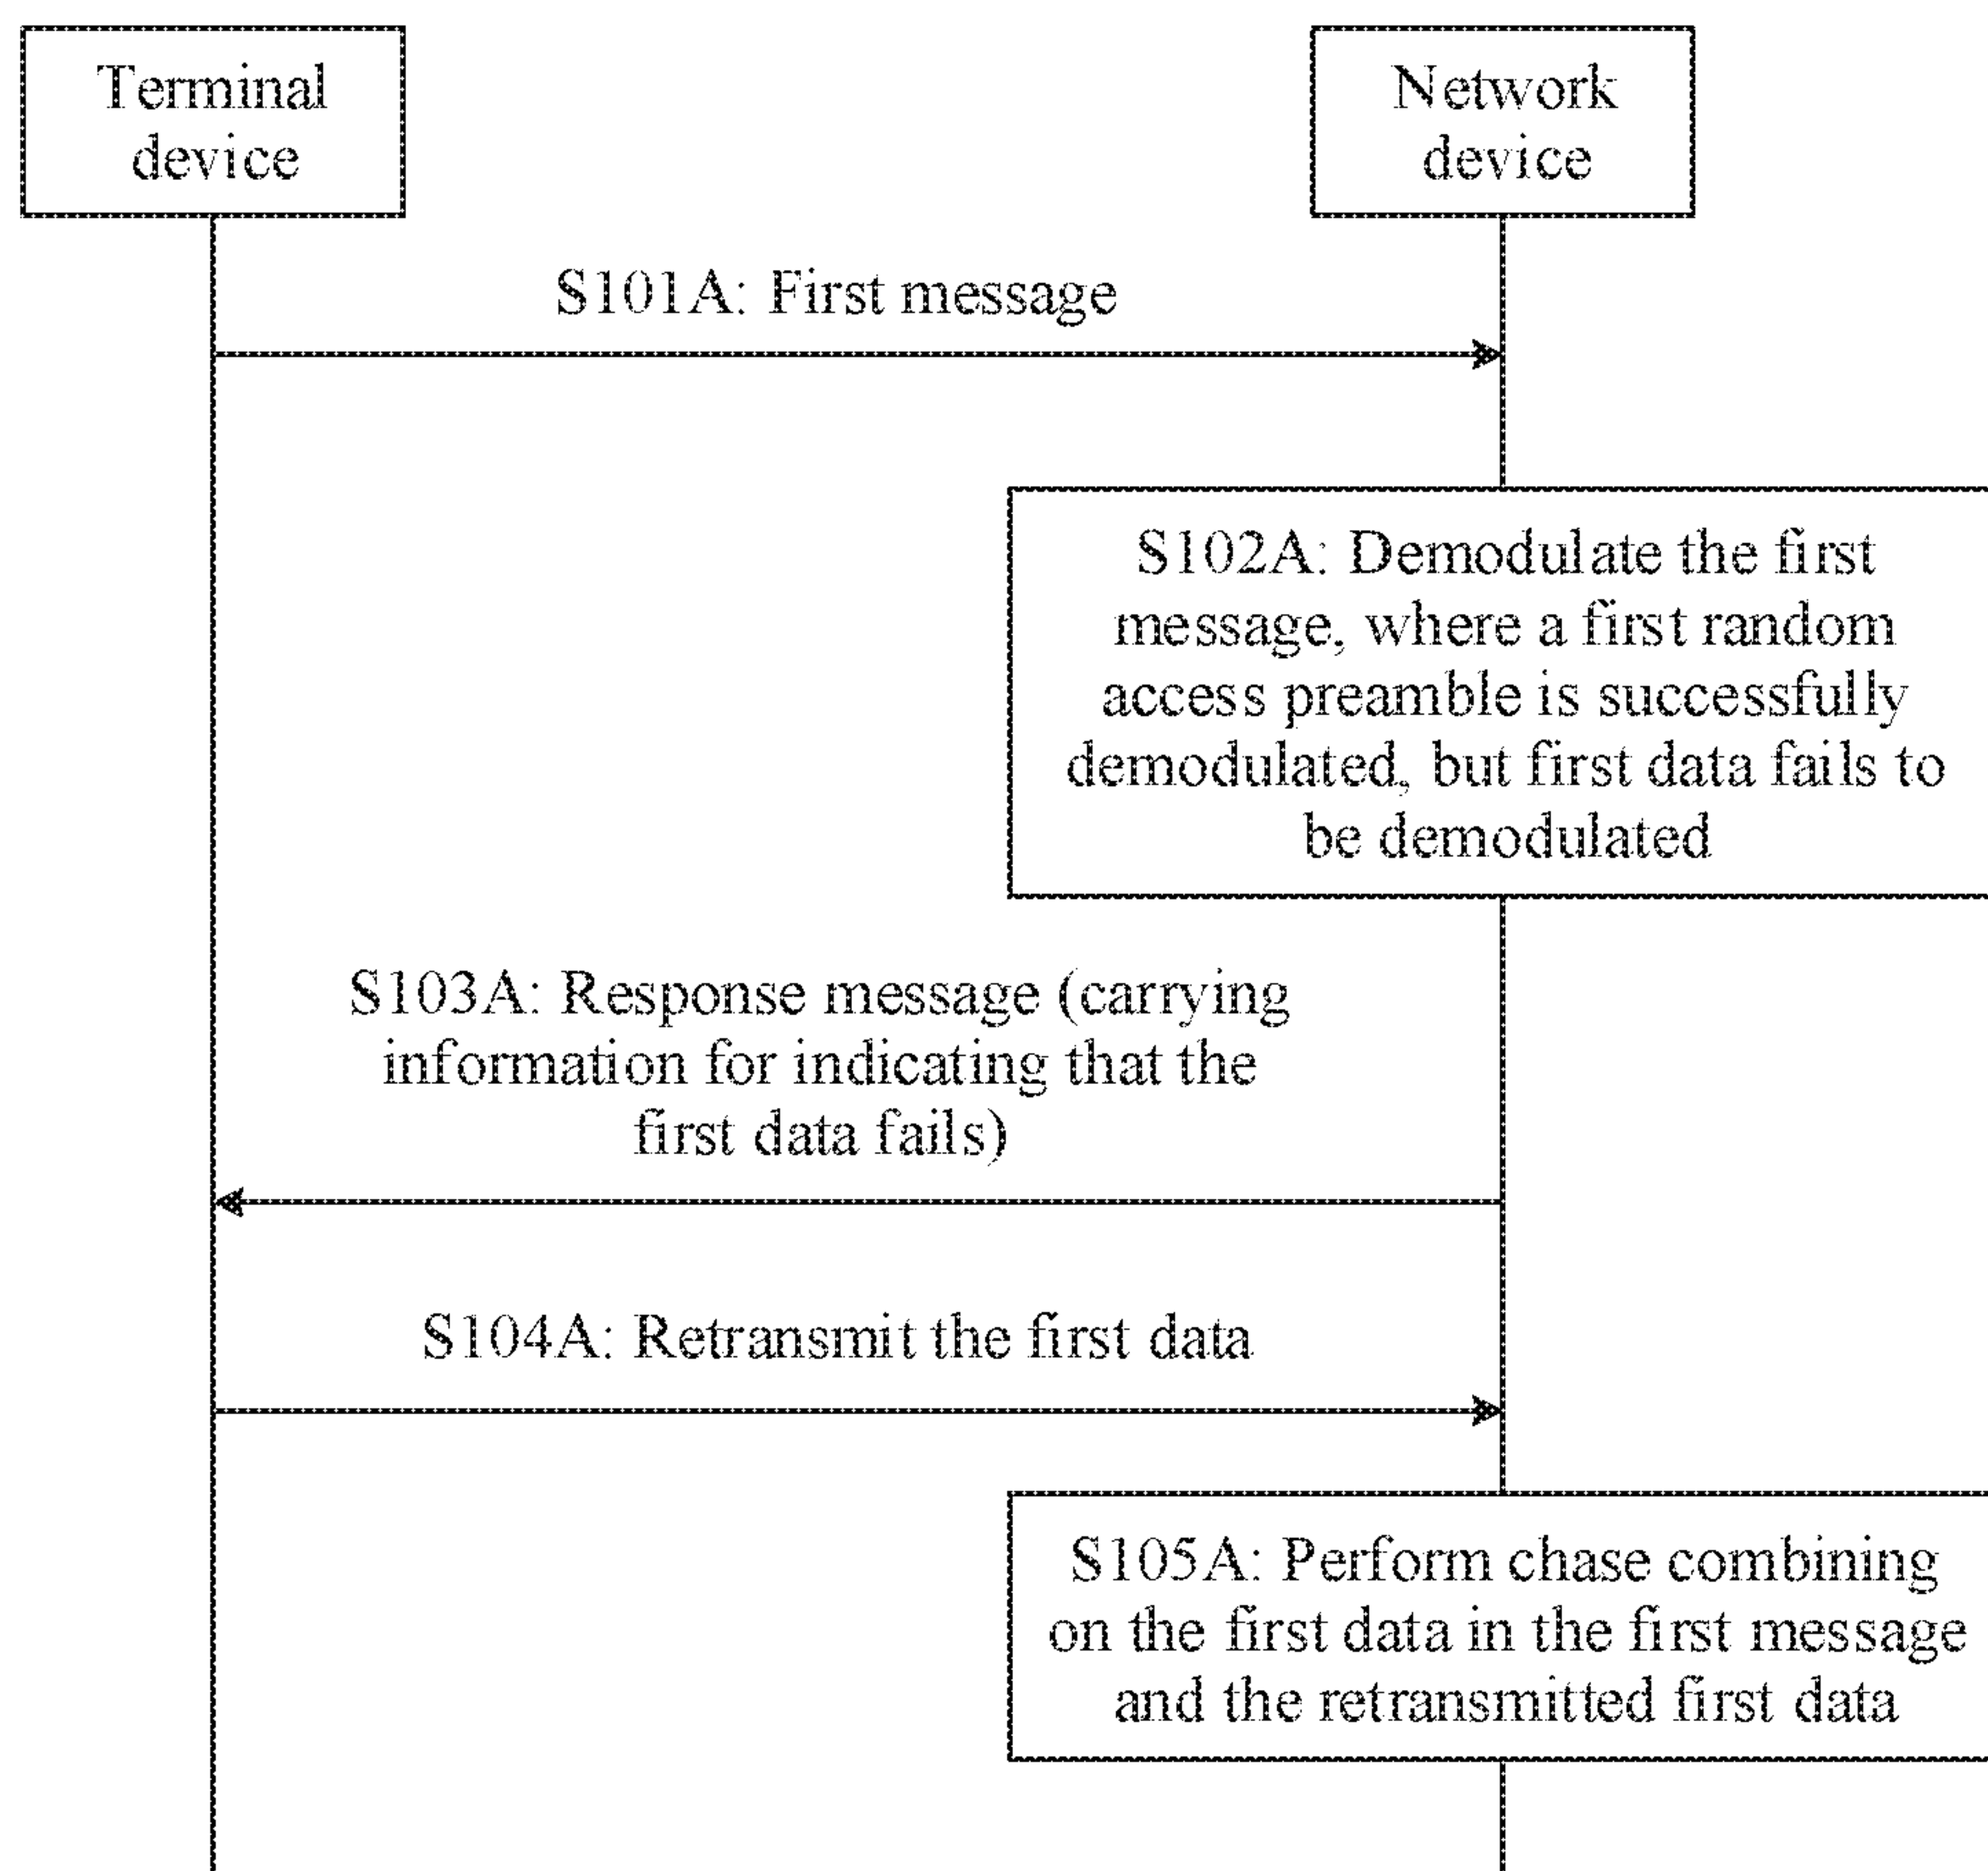 Terminal
device
Network
device
S101A: First message
S102A: Demodulate the first
message, where a first random
access preamble is successfully
demodulated, but first data fails to
be demodulated
S103A: Response message (carrying
information for indicating that the
first data fails)
S104A: Retransmit the first data
S105A: Perform chase combining
on the first data in the first message
and the retransmitted first data